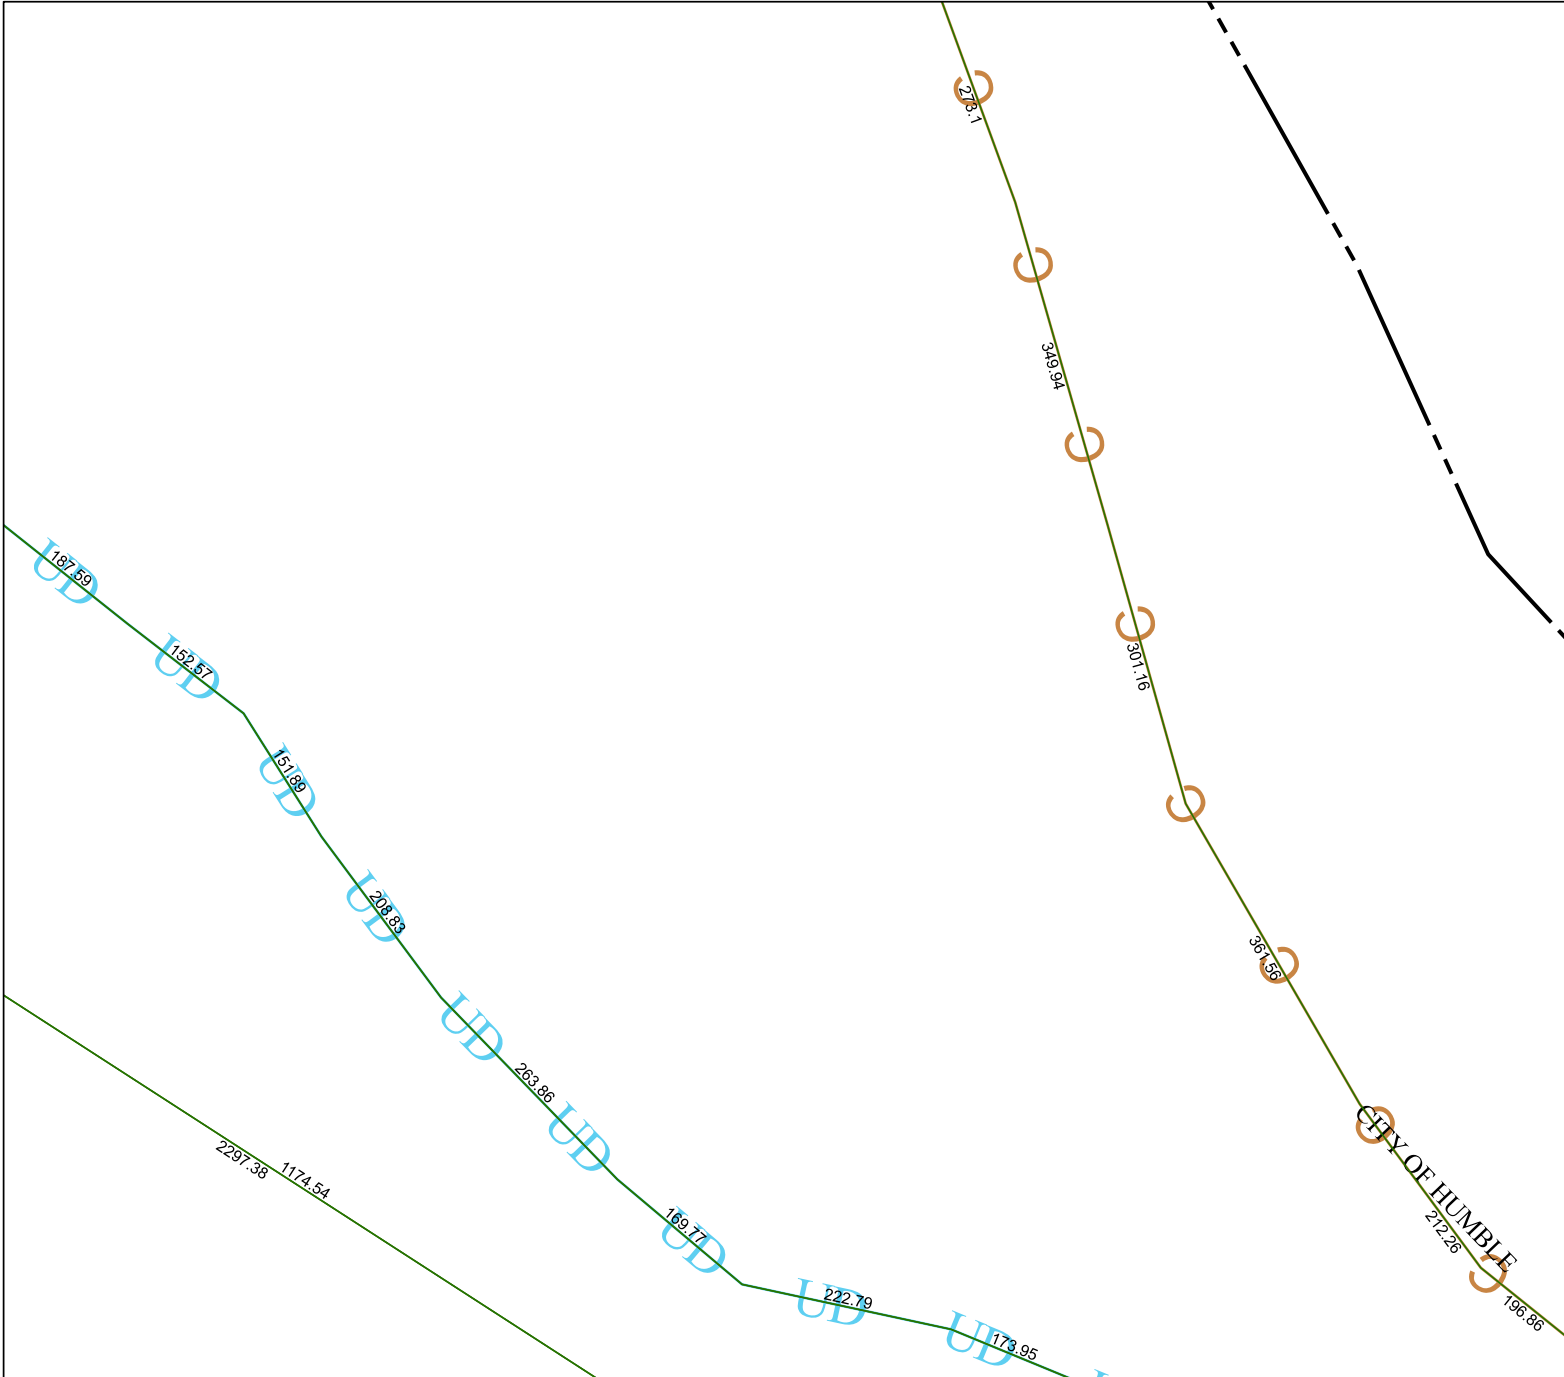 C
273.1
C
349.94
C
UD
187.59
C
301.16
UD
152.57
UD
151.89
C
UD
208.83
C
361.56
UD
263.86
UD
C
CITY OF HUMBLE
2297.38
1174.54
UD
169.77
212.26
C
UD
222.79
196.86
UD
173.95